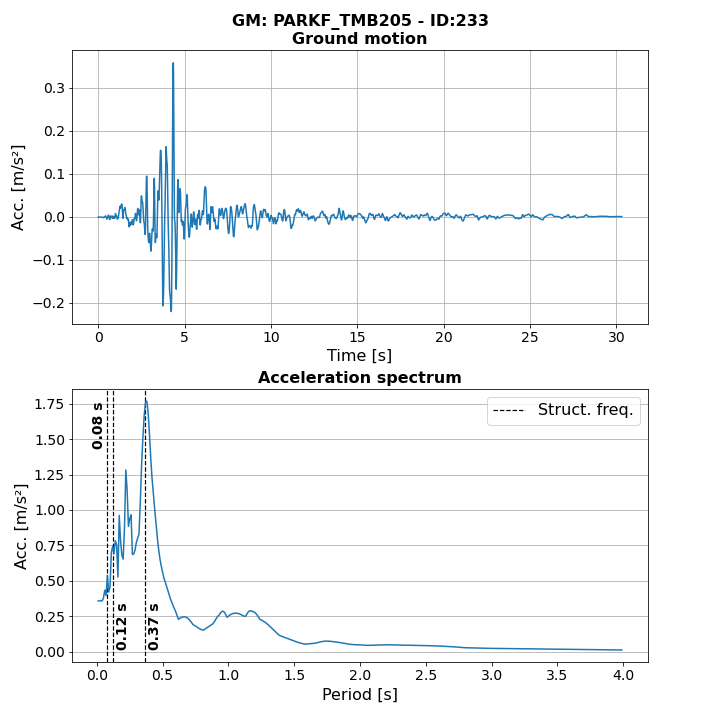 GM: PARKF_TMB205 - ID:233
Ground motion
0.3
0.2
0.1
0.0
−0.1
−0.2
Acc. [m/s²]
0 5 10 15 20 25 30
Time [s]
Acceleration spectrum
1.75
1.50
1.25
1.00
0.75
0.50
0.25
0.00
Acc. [m/s²]
0.08 s
0.12 s
0.37 s
Struct. freq.
0.0 0.5 1.0 1.5 2.0 2.5 3.0 3.5 4.0
Period [s]